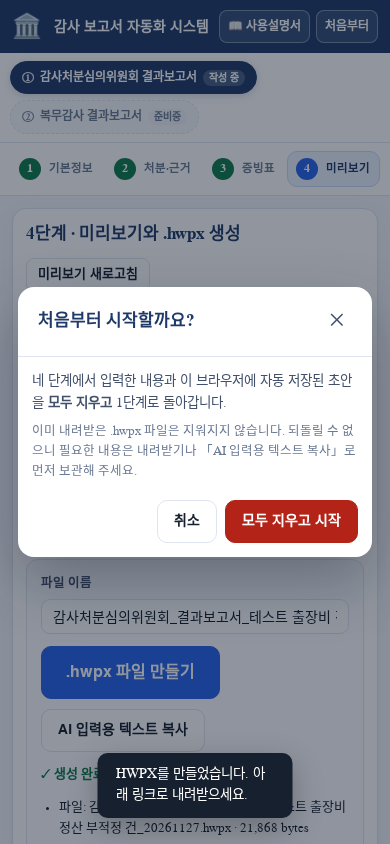 감사 보고서 자동화 시스템
📖 사용설명서
처음부터
① 감사처분심의위원회 결과보고서 작성 중
② 복무감사 결과보고서 준비중
1 기본정보
2 처분·근거
3 증빙표
4 미리보기
4단계 · 미리보기와 .hwpx 생성
미리보기 새로고침
처음부터 시작할까요?
네 단계에서 입력한 내용과 이 브라우저에 자동 저장된 초안
을 모두 지우고 1단계로 돌아갑니다.
이미 내려받은 .hwpx 파일은 지워지지 않습니다. 되돌릴 수 없
으니 필요한 내용은 내려받기나 「AI 입력용 텍스트 복사」로
먼저 보관해 주세요.
취소
모두 지우고 시작
파일 이름
감사처분심의위원회_결과보고서_테스트 출장비
.hwpx 파일 만들기
AI 입력용 텍스트 복사
✓ 생성 완료
HWPX를 만들었습니다. 아
래 링크로 내려받으세요.
• 파일: 출장비
정산 부적정 건_20261127.hwpx · 21,868 bytes